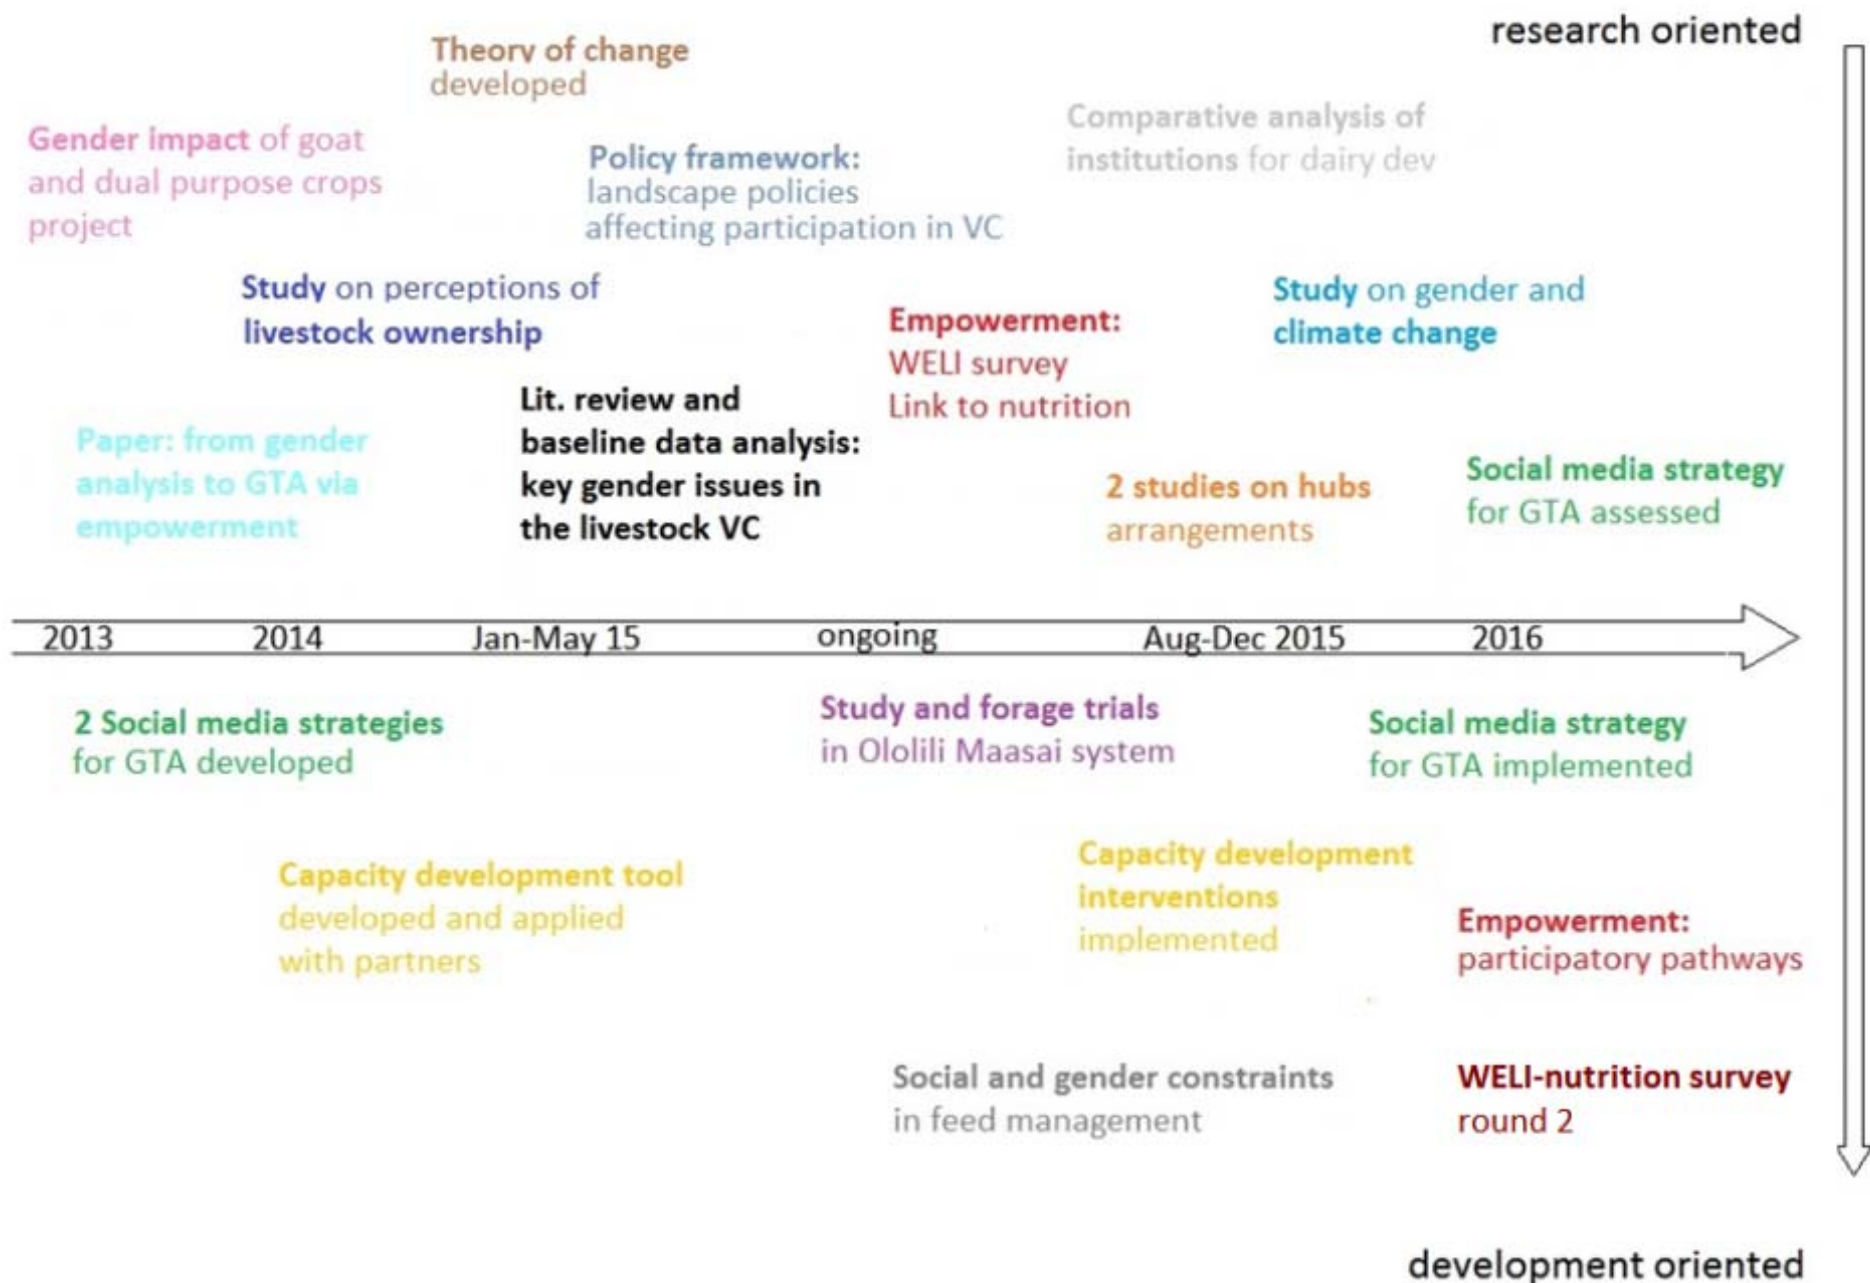 research oriented
Theory of change
developed
Gender impact of goat
and dual purpose crops
project
Policy framework:
landscape policies
affecting participation in VC
Comparative analysis of
institutions for dairy dev
Study on perceptions of
livestock ownership
Empowerment:
WELI survey
Link to nutrition
Study on gender and
climate change
Paper: from gender
analysis to GTA via
empowerment
Lit. review and
baseline data analysis:
key gender issues in
the livestock VC
2 studies on hubs
arrangements
Social media strategy
for GTA assessed
2013 2014 Jan-May 15 ongoing Aug-Dec 2015 2016
2 Social media strategies
for GTA developed
Study and forage trials
in Ololili Maasai system
Social media strategy
for GTA implemented
Capacity development tool
developed and applied
with partners
Capacity development
interventions
implemented
Empowerment:
participatory pathways
Social and gender constraints
in feed management
WELI-nutrition survey
round 2
development oriented